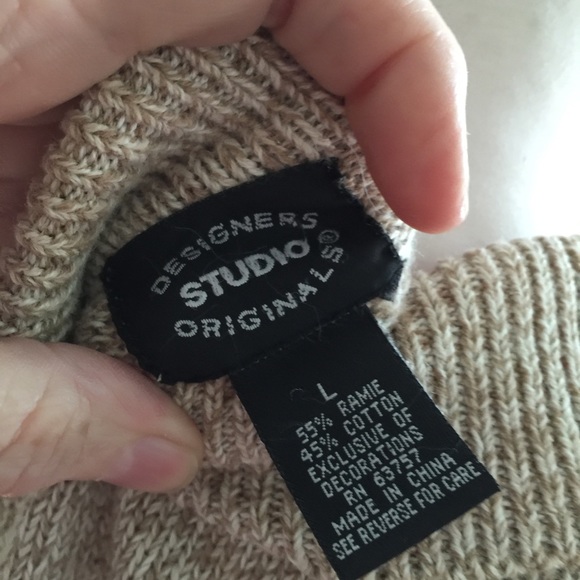 DESIGNERS
STUDIO
ORIGINALS®
L
55% RAMIE
45% COTTON
EXCLUSIVE OF
DECORATIONS
RN 63757
MADE IN CHINA
SEE REVERSE FOR CARE